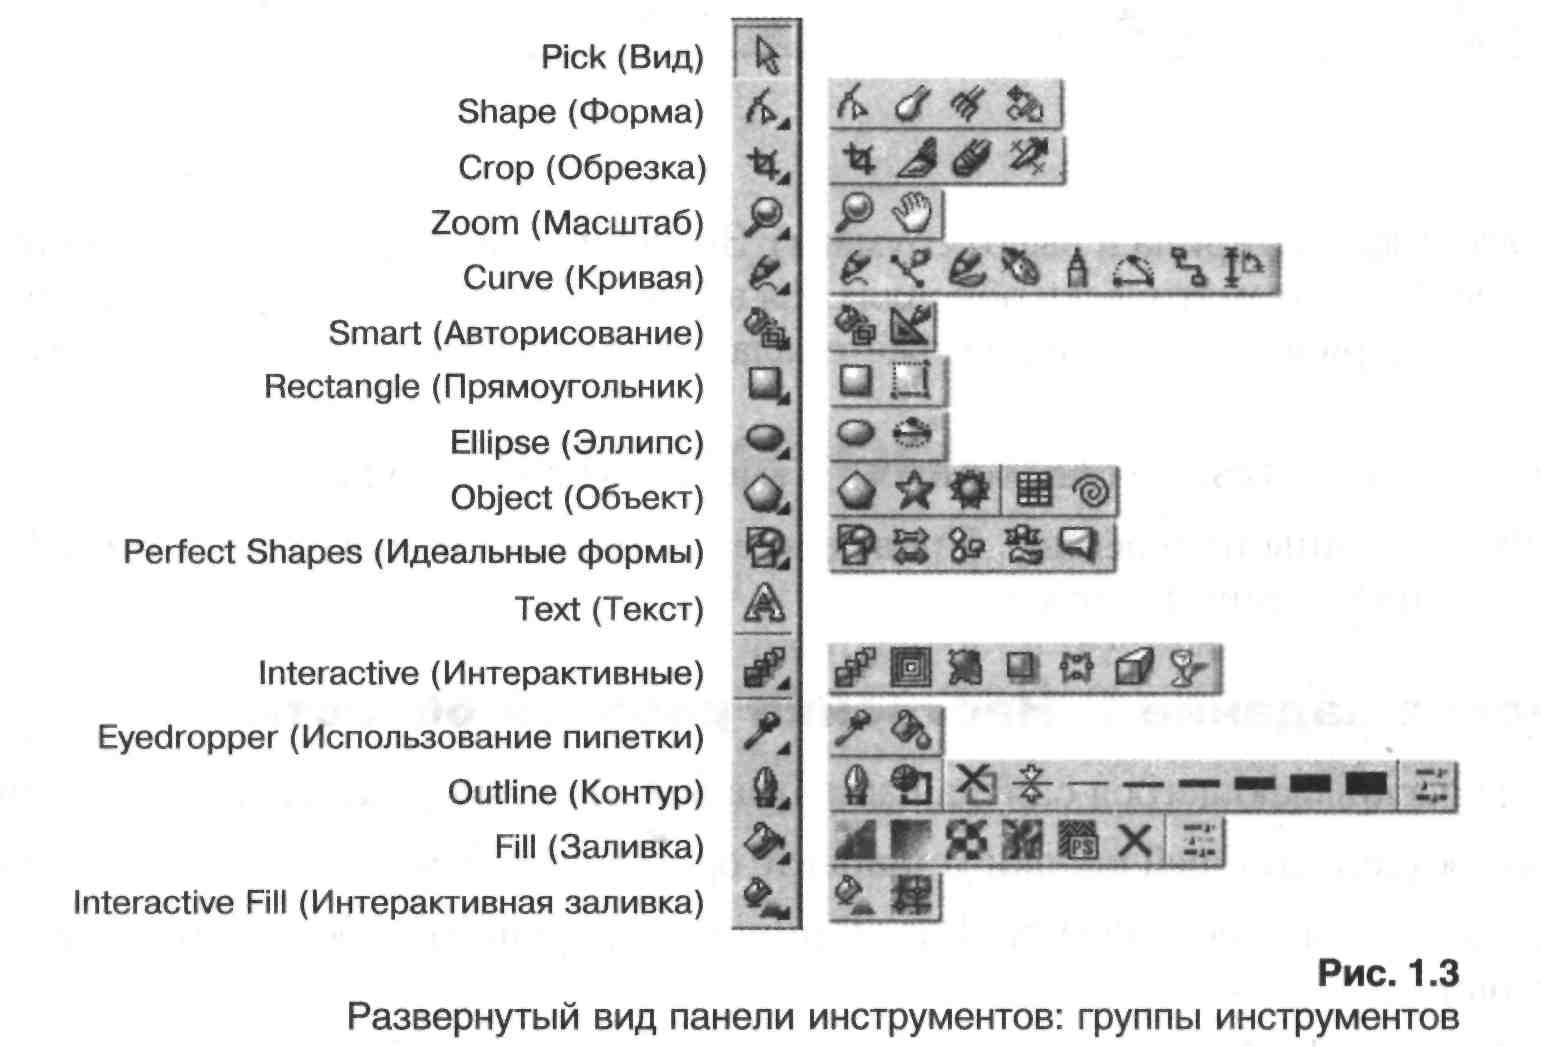 Pick (Вид)
Shape (Форма)
Crop (Обрезка)
Zoom (Масштаб)
Curve (Кривая)
Smart (Авторисование)
Rectangle (Прямоугольник)
Ellipse (Эллипс)
Object (Объект)
Perfect Shapes (Идеальные формы)
Text (Текст)
Interactive (Интерактивные)
Eyedropper (Использование пипетки)
Outline (Контур)
Fill (Заливка)
PS
Interactive Fill (Интерактивная заливка)
Рис. 1.3
Развернутый вид панели инструментов: группы инструментов